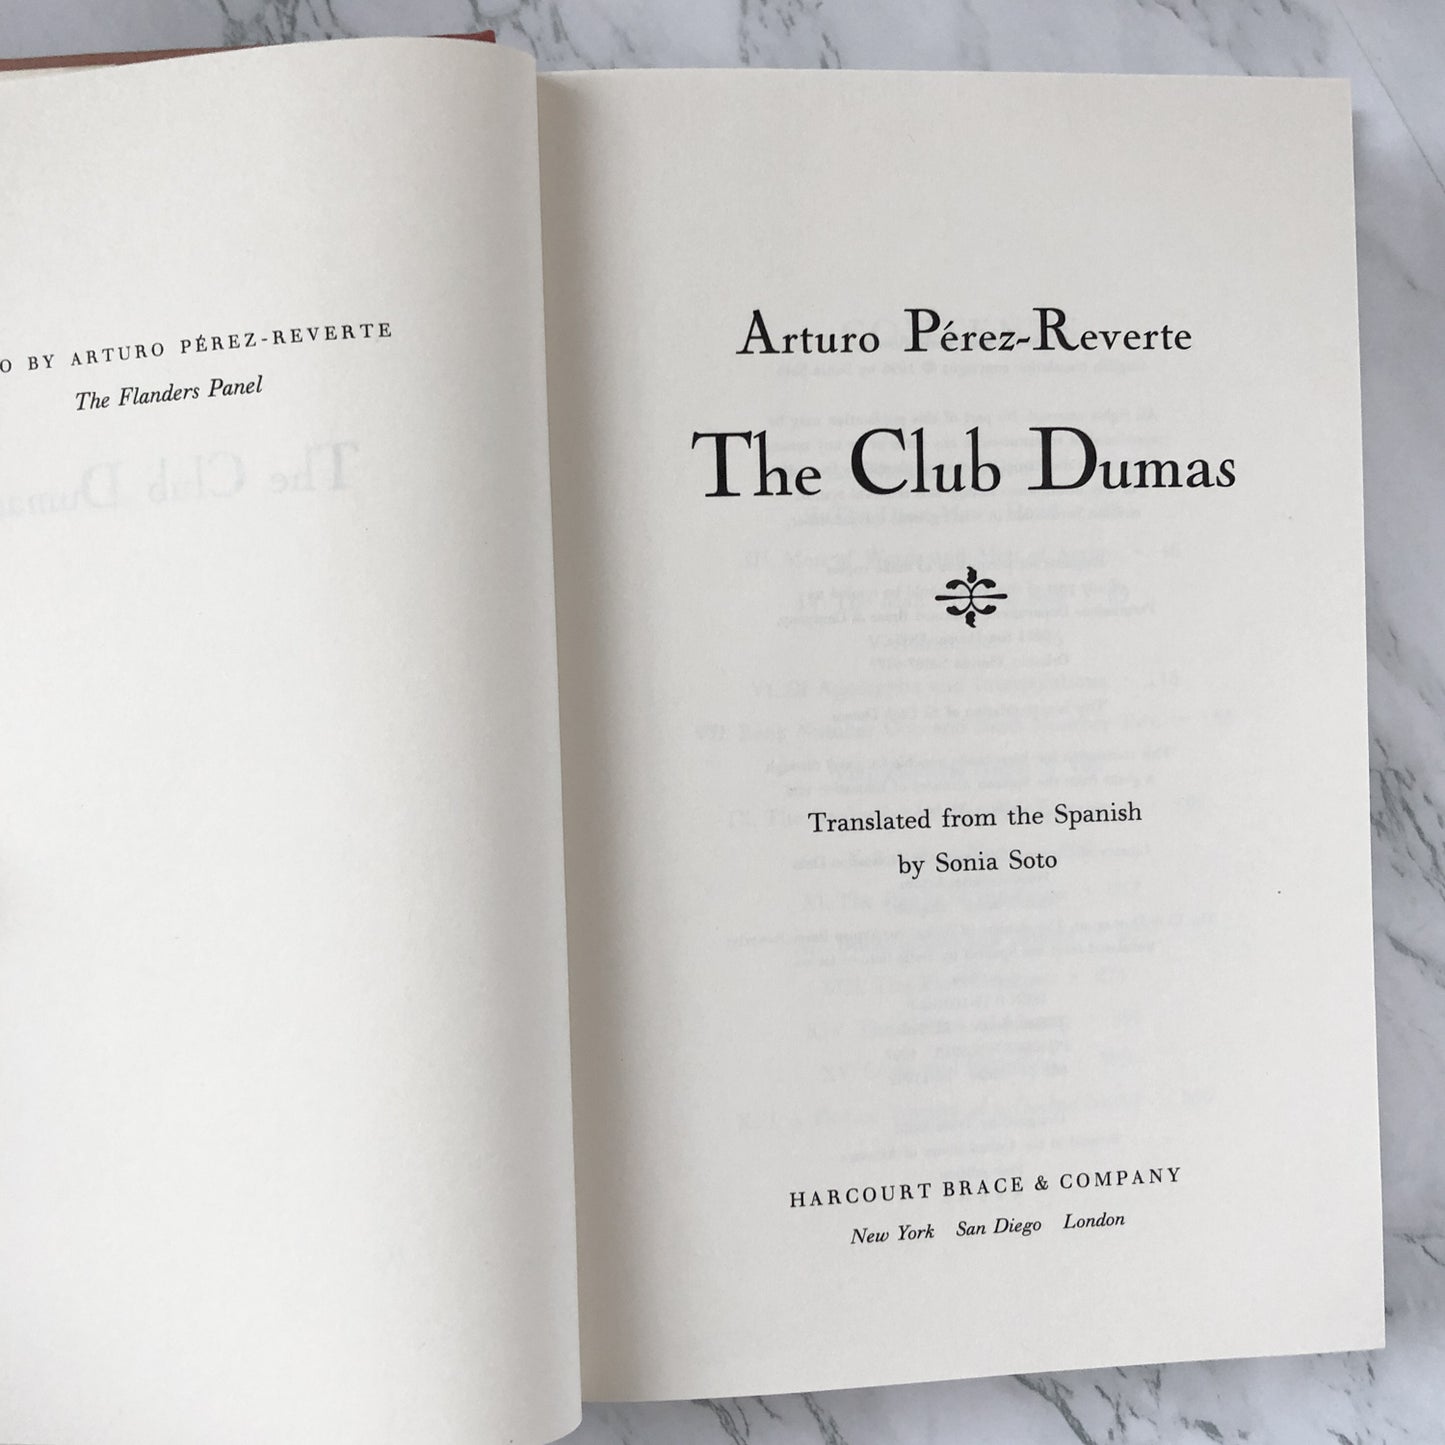 O BY ARTURO PÉREZ-REVERTE
The Flanders Panel
Arturo Pérez-Reverte
The Club Dumas
Translated from the Spanish
by Sonia Soto
HARCOURT BRACE & COMPANY
New York San Diego London